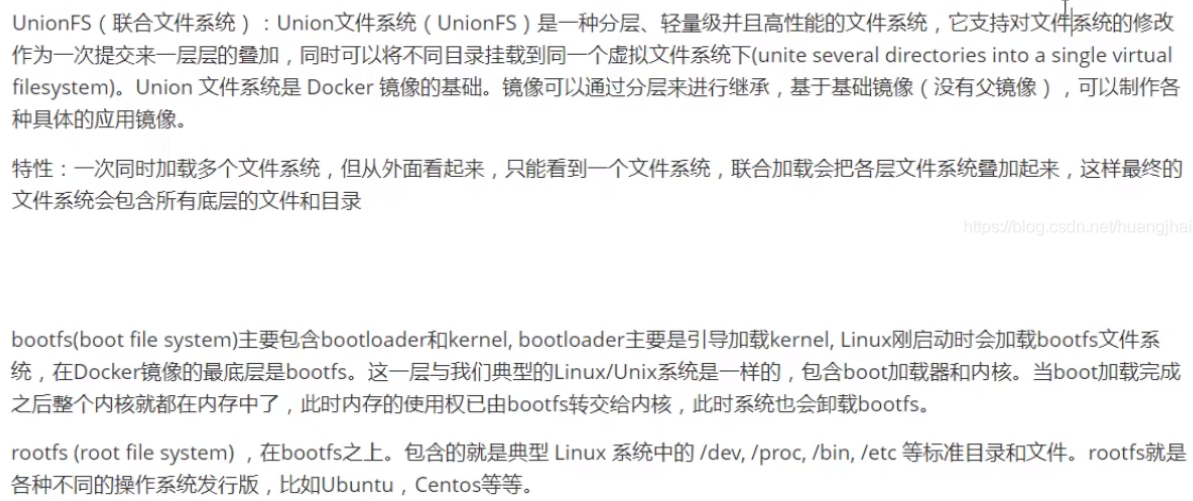 UnionFS（联合文件系统）：Union文件系统（UnionFS）是一种分层、轻量级并且高性能的文件系统，它支持对文件系统的修改
作为一次提交来一层层的叠加，同时可以将不同目录挂载到同一个虚拟文件系统下(unite several directories into a single virtual
filesystem)。Union 文件系统是 Docker 镜像的基础。镜像可以通过分层来进行继承，基于基础镜像（没有父镜像），可以制作各
种具体的应用镜像。
特性：一次同时加载多个文件系统，但从外面看起来，只能看到一个文件系统，联合加载会把各层文件系统叠加起来，这样最终的
文件系统会包含所有底层的文件和目录
https://blog.csdn.net/huangjhai
bootfs(boot file system)主要包含bootloader和kernel, bootloader主要是引导加载kernel, Linux刚启动时会加载bootfs文件系
统，在Docker镜像的最底层是bootfs。这一层与我们典型的Linux/Unix系统是一样的，包含boot加载器和内核。当boot加载完成
之后整个内核就都在内存中了，此时内存的使用权已由bootfs转交给内核，此时系统也会卸载bootfs。
rootfs (root file system) ，在bootfs之上。包含的就是典型 Linux 系统中的 /dev, /proc, /bin, /etc 等标准目录和文件。rootfs就是
各种不同的操作系统发行版，比如Ubuntu，Centos等等。